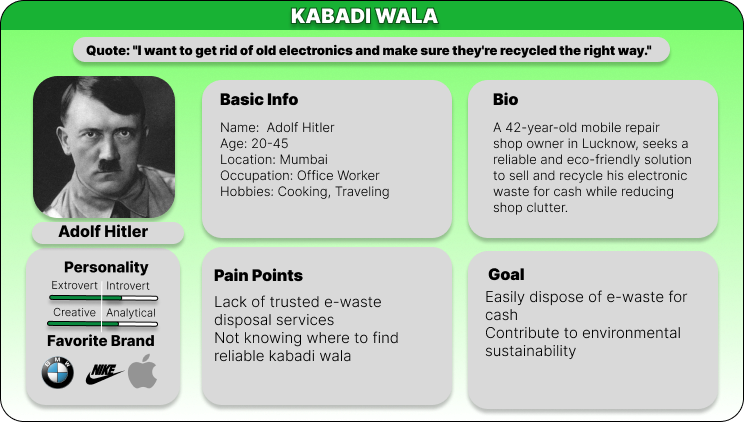 KABADI WALA
Quote: "I want to get rid of old electronics and make sure they're recycled the right way."
Adolf Hitler
Personality
Extrovert Introvert
Creative Analytical
Favorite Brand
BMW
NIKE
Basic Info
Name: Adolf Hitler
Age: 20-45
Location: Mumbai
Occupation: Office Worker
Hobbies: Cooking, Traveling
Bio
A 42-year-old mobile repair
shop owner in Lucknow, seeks a
reliable and eco-friendly solution
to sell and recycle his electronic
waste for cash while reducing
shop clutter.
Pain Points
Lack of trusted e-waste
disposal services
Not knowing where to find
reliable kabadi wala
Goal
Easily dispose of e-waste for
cash
Contribute to environmental
sustainability